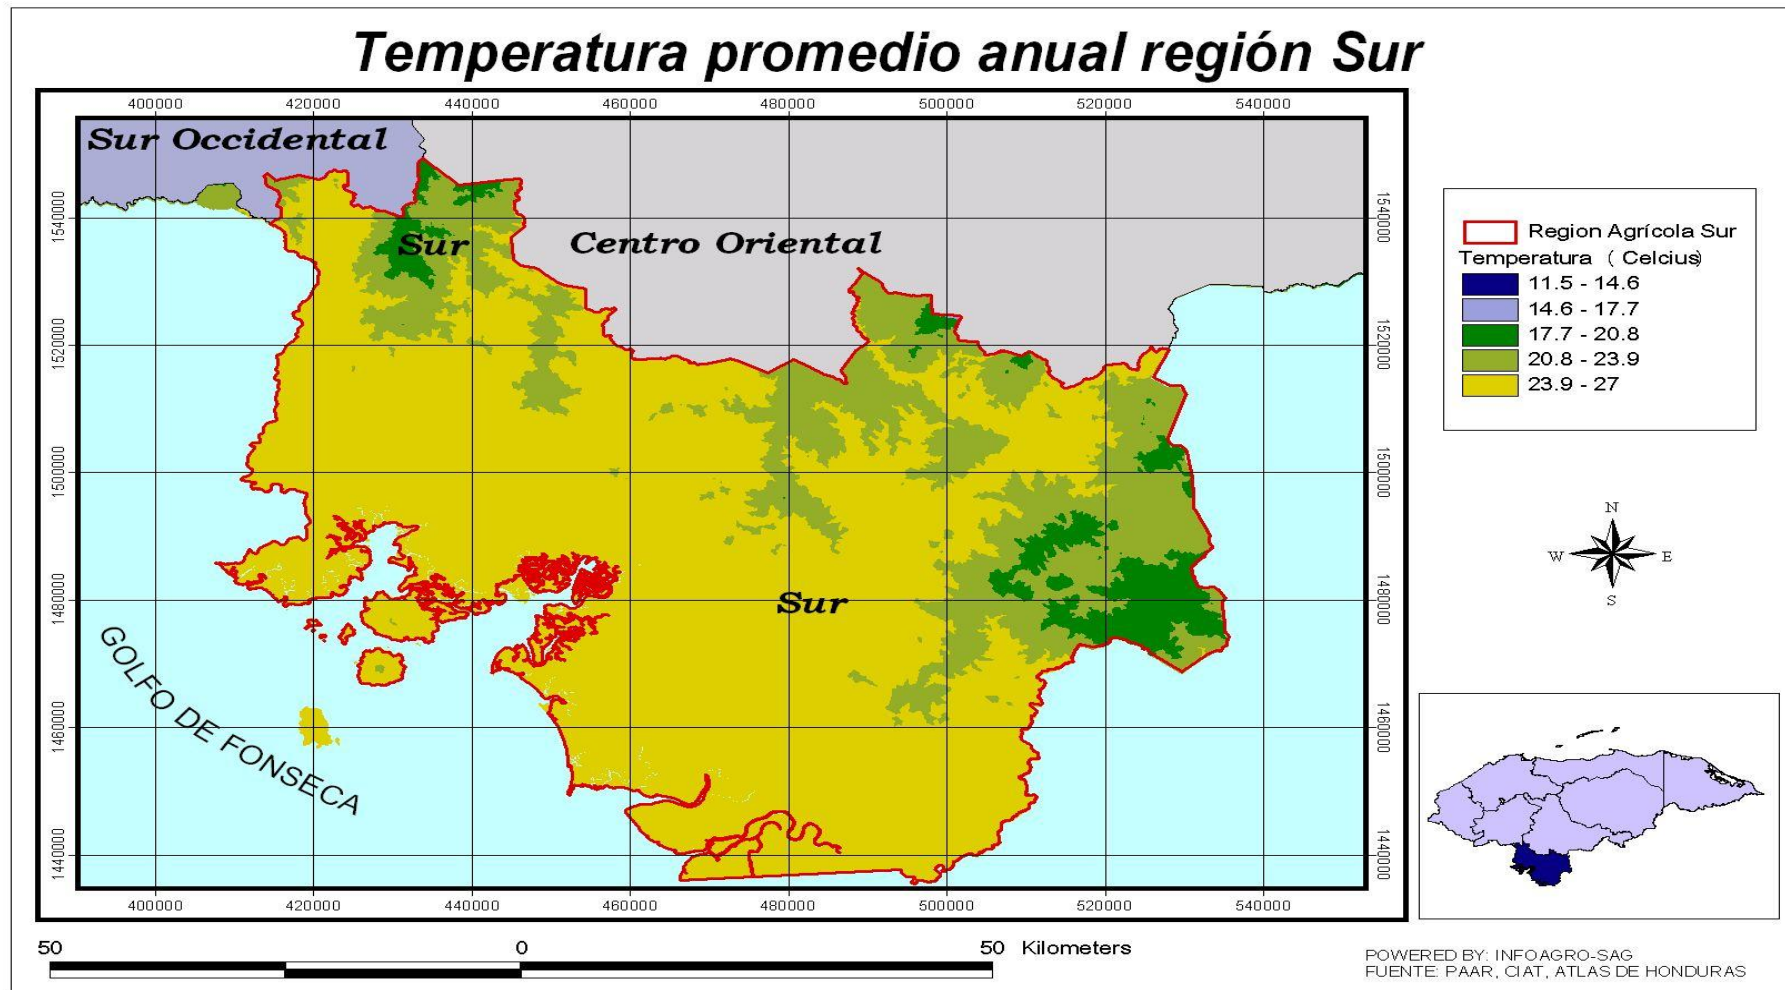 Temperatura promedio anual región Sur
400000 420000 440000 460000 480000 500000 520000 540000
Sur Occidental
Centro Oriental
Sur
Sur
GOLFO DE FONSECA
1540000
1520000
1500000
1480000
1460000
1440000
1540000
1520000
1500000
1480000
1460000
1440000
400000 420000 440000 460000 480000 500000 520000 540000
50 0 50 Kilometers
Region Agrícola Sur
Temperatura ( Celcius)
11.5 - 14.6
14.6 - 17.7
17.7 - 20.8
20.8 - 23.9
23.9 - 27
N
W E
S
POWERED BY: INFOAGRO-SAG
FUENTE: PAAR, CIAT, ATLAS DE HONDURAS